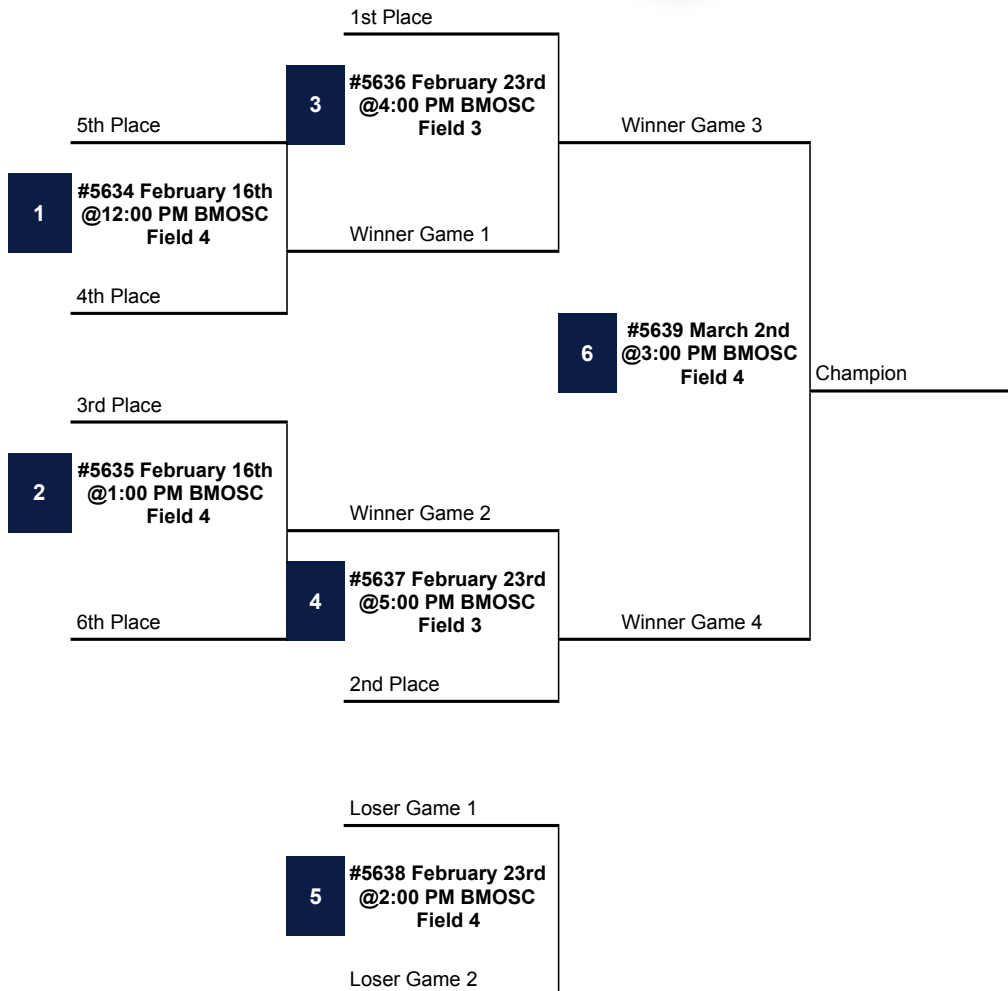 1st Place
3
#5636 February 23rd
@4:00 PM BMOSC
Field 3
5th Place
Winner Game 3
1
#5634 February 16th
@12:00 PM BMOSC
Field 4
Winner Game 1
4th Place
6
#5639 March 2nd
@3:00 PM BMOSC
Field 4
Champion
3rd Place
2
#5635 February 16th
@1:00 PM BMOSC
Field 4
Winner Game 2
4
#5637 February 23rd
@5:00 PM BMOSC
Field 3
6th Place
Winner Game 4
2nd Place
Loser Game 1
5
#5638 February 23rd
@2:00 PM BMOSC
Field 4
Loser Game 2